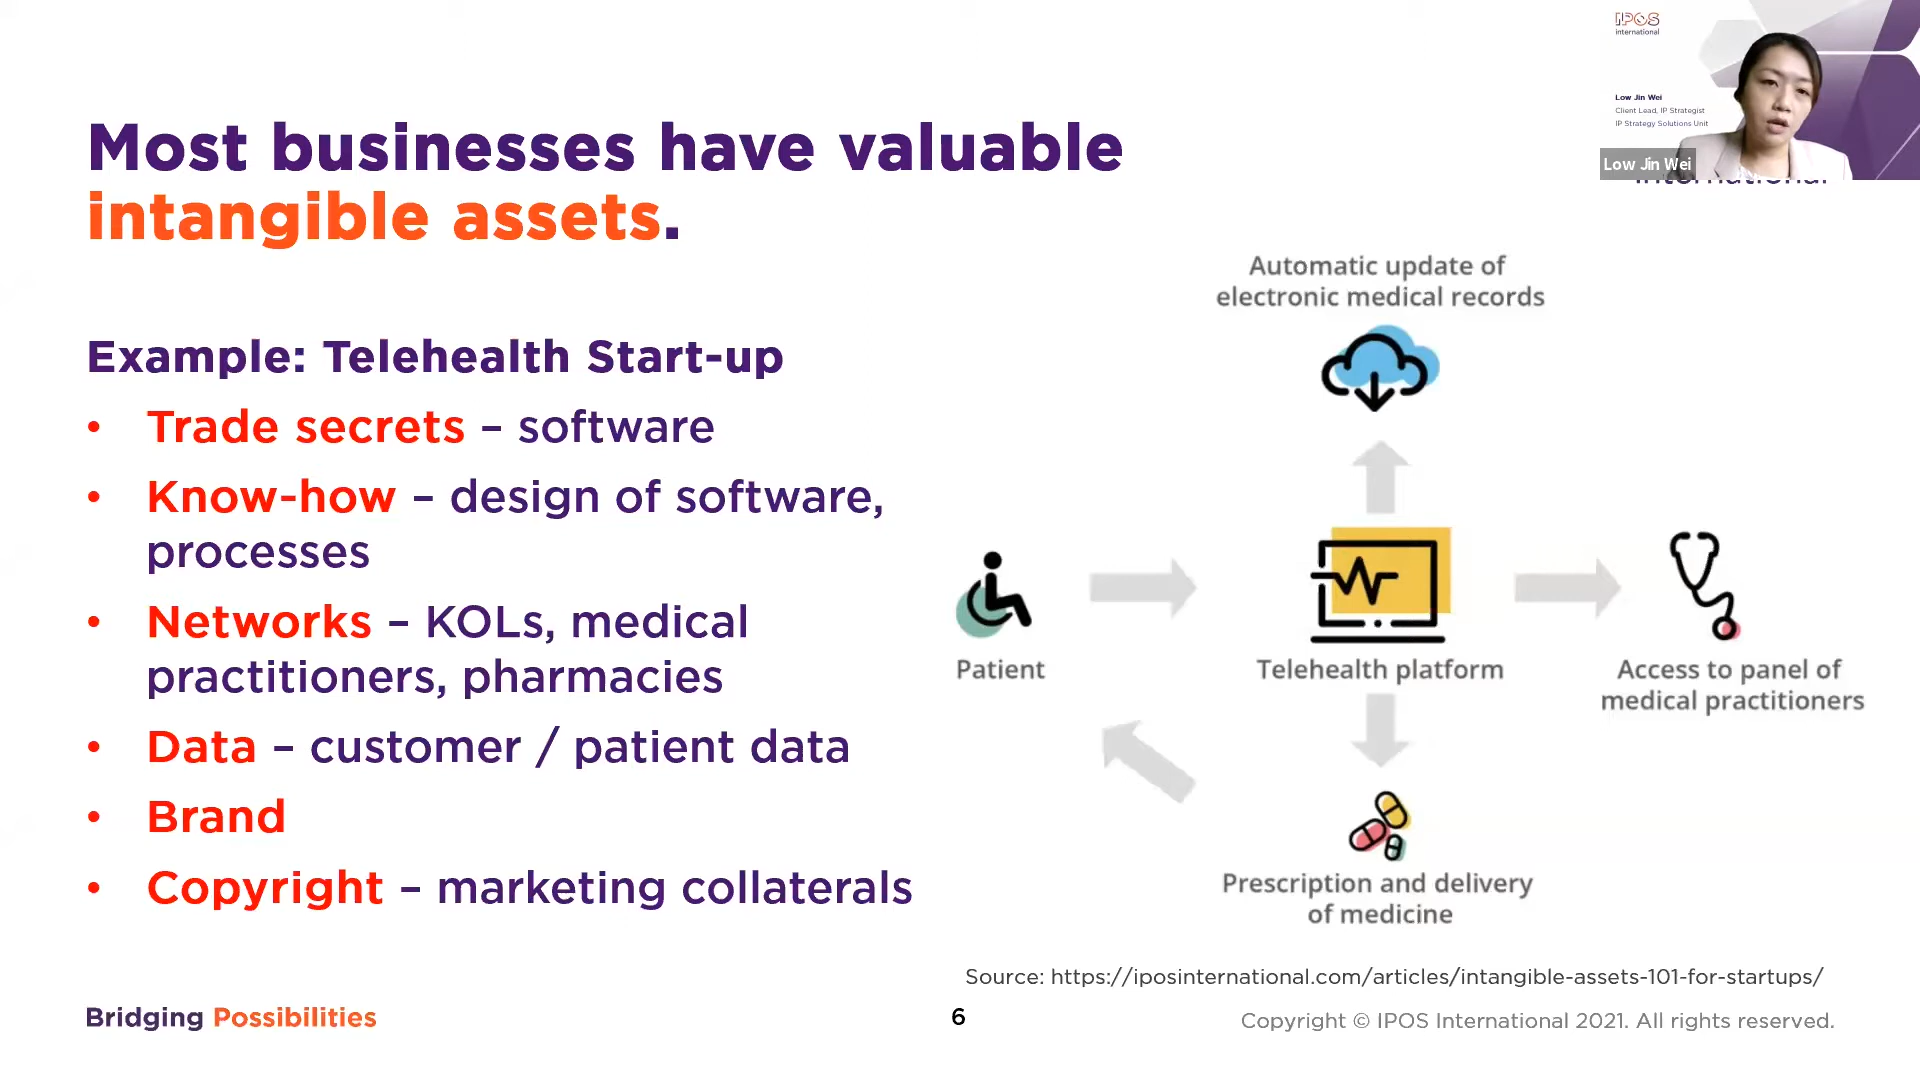 Most businesses have valuable
intangible assets.
Example: Telehealth Start-up
• Trade secrets – software
• Know-how – design of software,
processes
• Networks – KOLs, medical
practitioners, pharmacies
• Data – customer / patient data
• Brand
• Copyright – marketing collaterals
IPOS
international
Low Jin Wei
Client Lead, IP Strategist
IP Strategy Solutions Unit
Low Jin Wei
international
Automatic update of
electronic medical records
Patient
Telehealth platform
Access to panel of
medical practitioners
Prescription and delivery
of medicine
Source: https://iposinternational.com/articles/intangible-assets-101-for-startups/
Bridging Possibilities
6
Copyright © IPOS International 2021. All rights reserved.